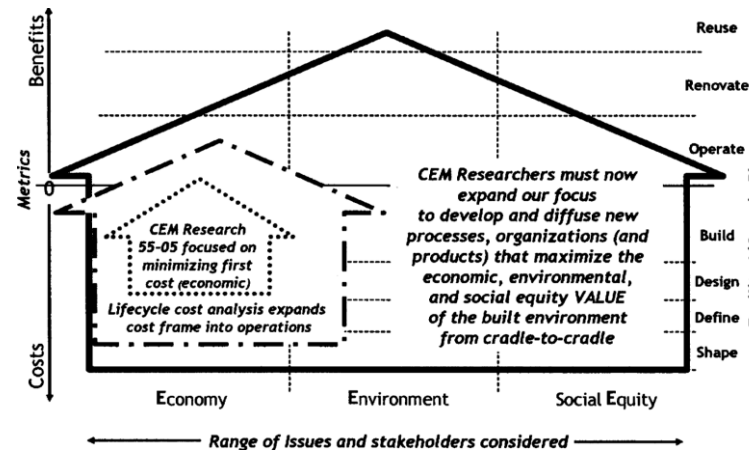 Benefits
Metrics
Costs
0
Reuse
Renovate
Operate
Build
Design
Define
Shape
CEM Research
55-05 focused on
minimizing first
cost (economic)
Lifecycle cost analysis expands
cost frame into operations
CEM Researchers must now
expand our focus
to develop and diffuse new
processes, organizations (and
products) that maximize the
economic, environmental,
and social equity VALUE
of the built environment
from cradle-to-cradle
Economy
Environment
Social Equity
Range of Issues and stakeholders considered